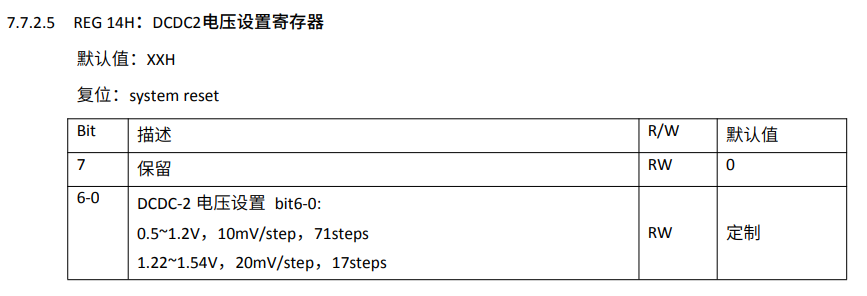 7.7.2.5 REG 14H：DCDC2电压设置寄存器
默认值：XXH
复位：system reset
Bit 描述 R/W 默认值
7 保留 RW 0
6-0 DCDC-2 电压设置 bit6-0:
0.5~1.2V，10mV/step，71steps RW 定制
1.22~1.54V，20mV/step，17steps